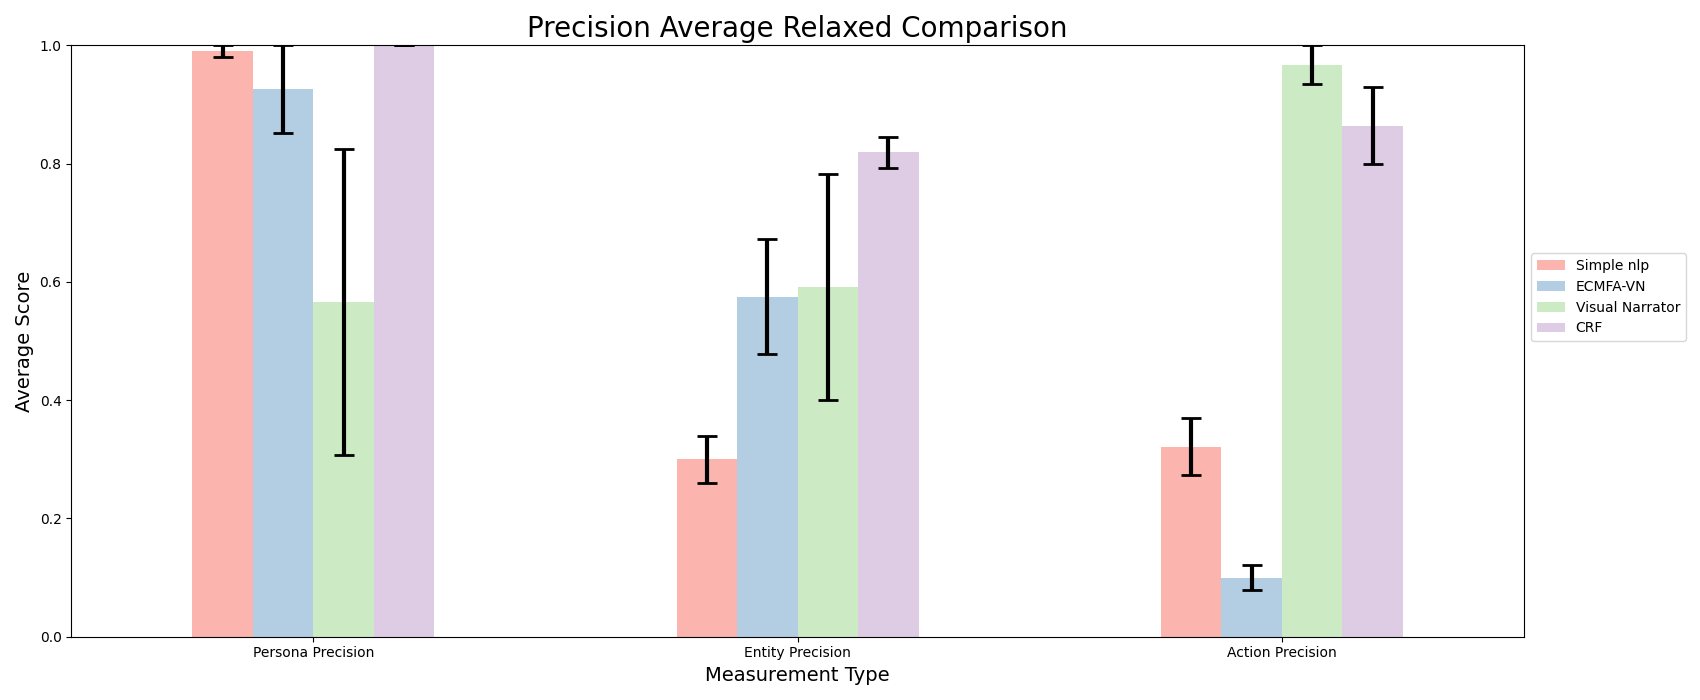 Precision Average Relaxed Comparison
1.0
0.8
0.6
0.4
0.2
0.0
Average Score
Persona Precision
Entity Precision
Action Precision
Measurement Type
Simple nlp
ECMFA-VN
Visual Narrator
CRF